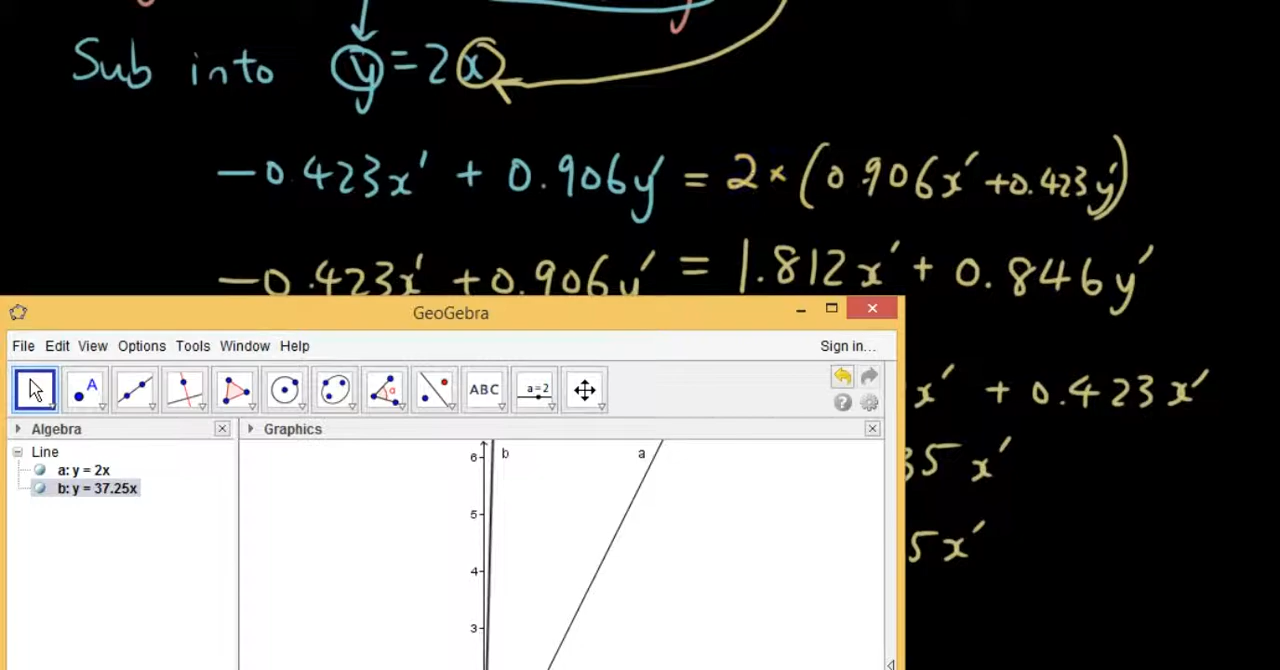 Sub into y = 2x
-0.423x' + 0.906y' = 2 × (0.906x' + 0.423y')
-0.423x' + 0.906y' = 1.812x' + 0.846y'
x' + 0.423x'
35x'
5x'
GeoGebra
File Edit View Options Tools Window Help Sign in...
A α ABC a=2
Algebra Graphics
Line
a: y = 2x
b: y = 37.25x
b a
6
5
4
3